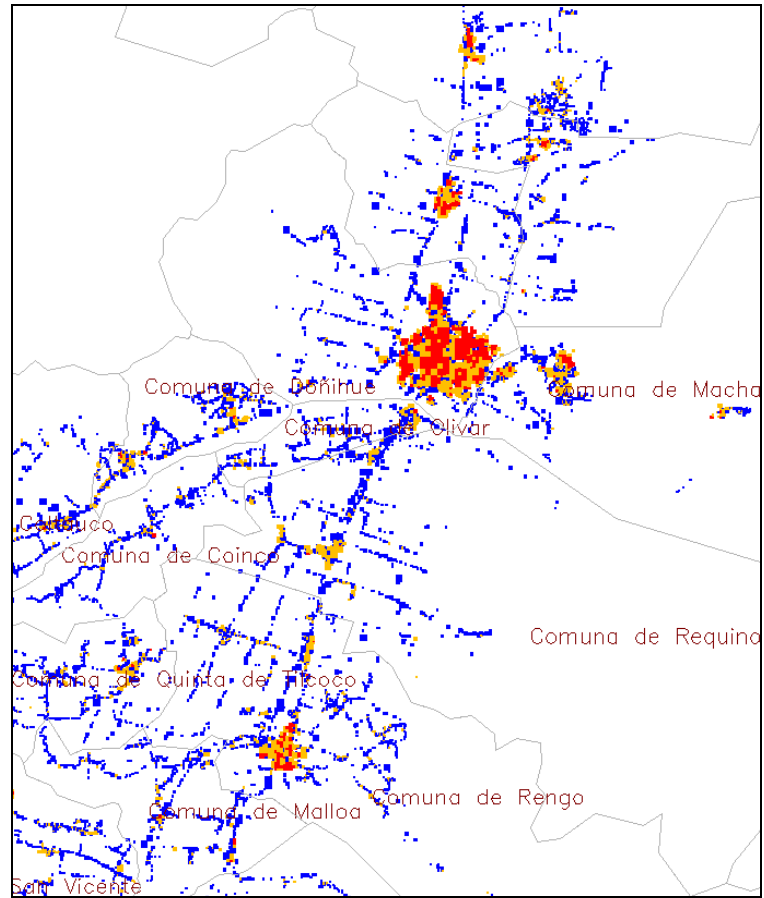 Comuna de Doñihue
Comuna de Macha
Comuna de Olivar
Comuna de Coinco
Comuna de Requino
Comuna de Quinta de Tilcoco
Comuna de Rengo
Comuna de Malloa
San Vicente